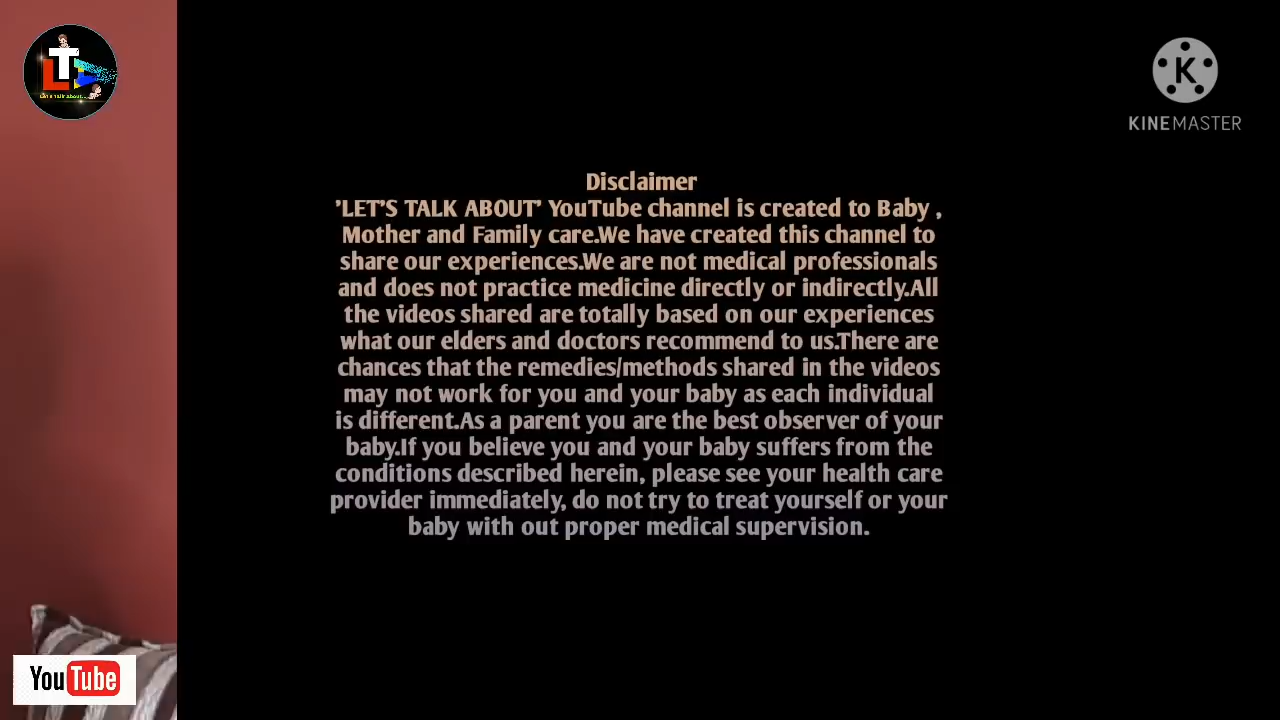 LT
Let's talk about...
KINEMASTER
Disclaimer
'LET'S TALK ABOUT' YouTube channel is created to Baby ,
Mother and Family care.We have created this channel to
share our experiences.We are not medical professionals
and does not practice medicine directly or indirectly.All
the videos shared are totally based on our experiences
what our elders and doctors recommend to us.There are
chances that the remedies/methods shared in the videos
may not work for you and your baby as each individual
is different.As a parent you are the best observer of your
baby.If you believe you and your baby suffers from the
conditions described herein, please see your health care
provider immediately, do not try to treat yourself or your
baby with out proper medical supervision.
YouTube